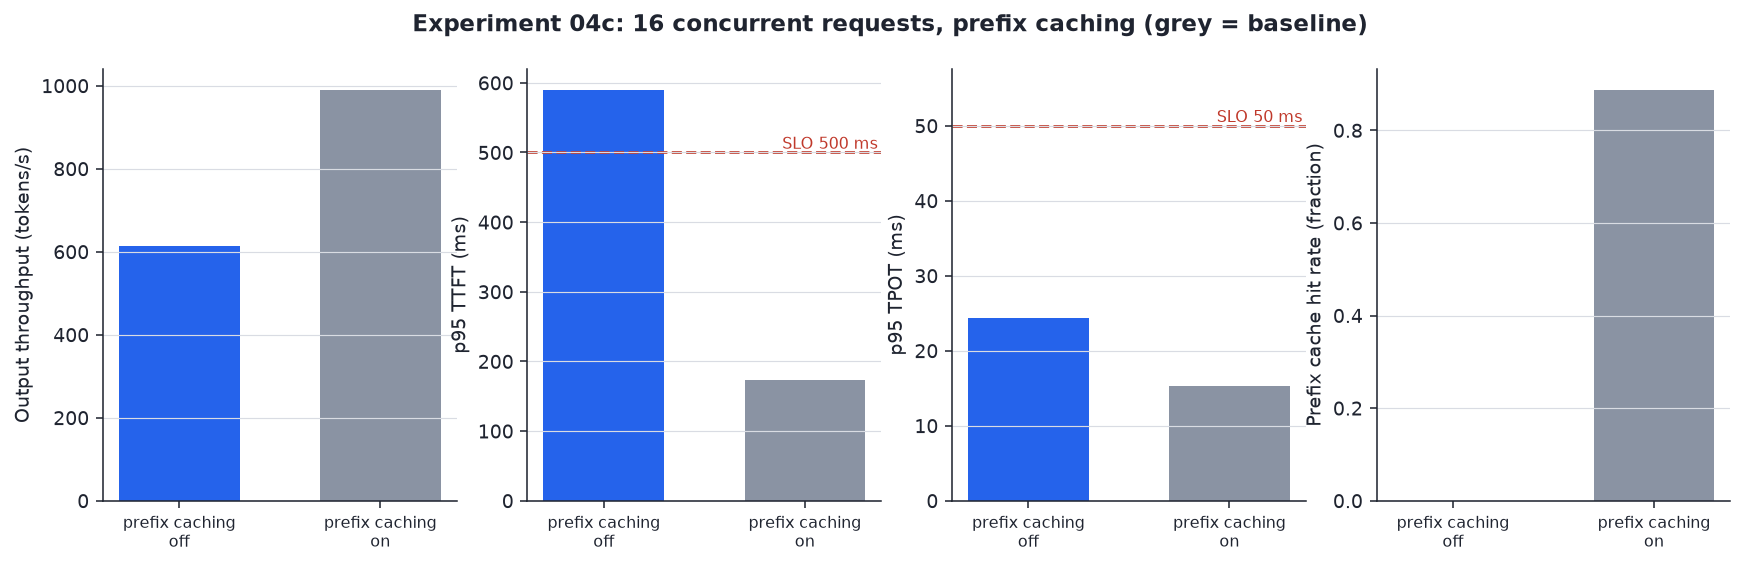 Experiment 04c: 16 concurrent requests, prefix caching (grey = baseline)
Output throughput (tokens/s)
1000
800
600
400
200
0
prefix caching
off
prefix caching
on
p95 TTFT (ms)
600
500
400
300
200
100
0
SLO 500 ms
prefix caching
off
prefix caching
on
p95 TPOT (ms)
50
40
30
20
10
0
SLO 50 ms
prefix caching
off
prefix caching
on
Prefix cache hit rate (fraction)
0.8
0.6
0.4
0.2
0.0
prefix caching
off
prefix caching
on